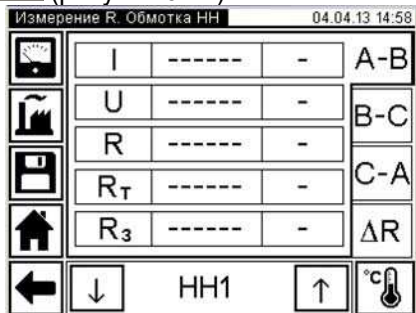 Измерение R. Обмотка НН 04.04.13 14:58
I ------ - A-B
U ------ -
B-C
R ------ -
Rт ------ - C-A
Rз ------ - ΔR
↓ НН1 ↑ °C